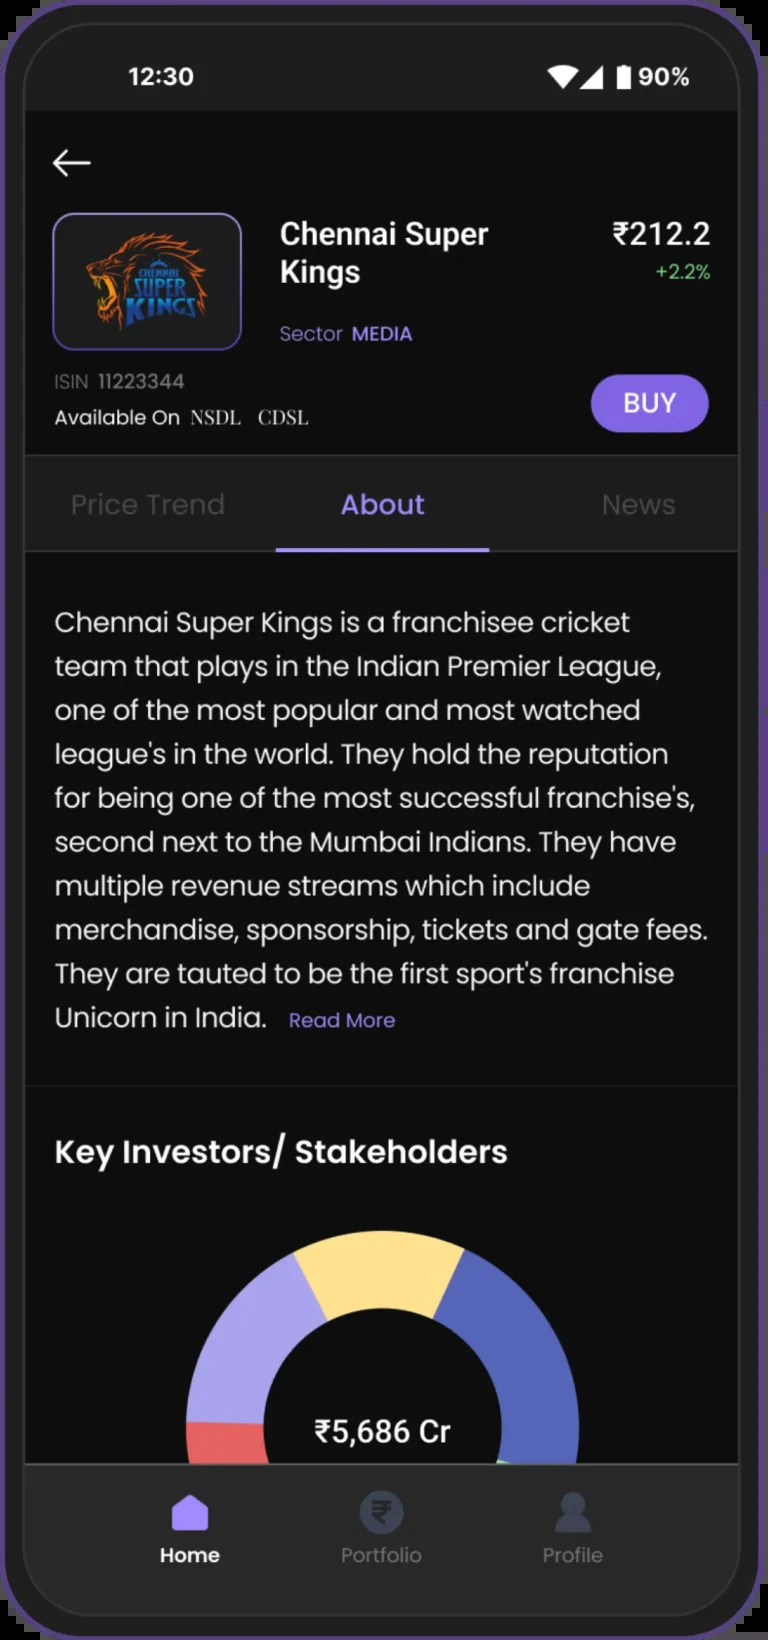 12:30
90%
Chennai Super
Kings
₹212.2
+2.2%
CHENNAI
SUPER
KINGS
Sector MEDIA
ISIN 11223344
Available On NSDL CDSL
BUY
Price Trend
About
News
Chennai Super Kings is a franchisee cricket
team that plays in the Indian Premier League,
one of the most popular and most watched
league's in the world. They hold the reputation
for being one of the most successful franchise's,
second next to the Mumbai Indians. They have
multiple revenue streams which include
merchandise, sponsorship, tickets and gate fees.
They are tauted to be the first sport's franchise
Unicorn in India. Read More
Key Investors/ Stakeholders
₹5,686 Cr
Home
Portfolio
Profile